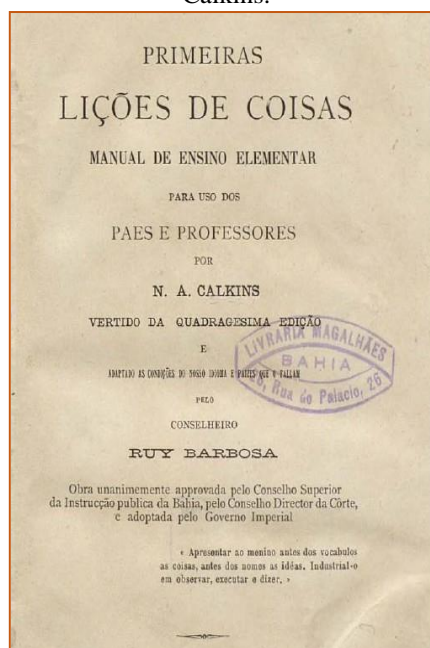 Calkins.
PRIMEIRAS
LIÇÕES DE COISAS
MANUAL DE ENSINO ELEMENTAR
PARA USO DOS
PAES E PROFESSORES
POR
N. A. CALKINS
VERTIDO DA QUADRAGESIMA EDIÇÃO
E
ADAPTADO ÁS CONDIÇÕES DO NOSSO IDIOMA E PAIZES QUE O FALLAM
PELO
CONSELHEIRO
RUY BARBOSA
LIVRARIA MAGALHÃES
BAHIA
26, Rua de Palacio, 26
Obra unanimemente approvada pelo Conselho Superior
da Instrucção publica da Bahia, pelo Conselho Director da Côrte,
e adoptada pelo Governo Imperial
« Apresentar ao menino antes dos vocabulos
as coisas, antes dos nomes as idéas. Industrial-o
em observar, executar e dizer. »